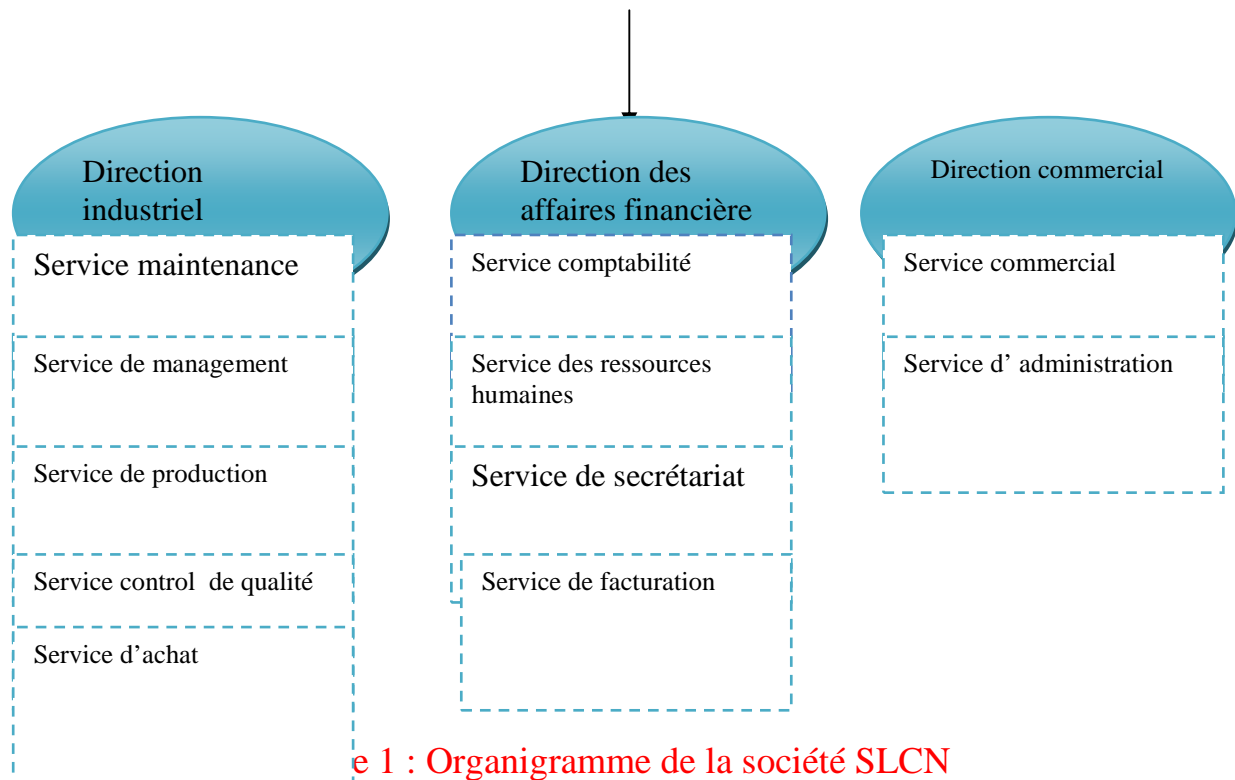 Direction
industriel
Service maintenance
Service de management
Service de production
Service control de qualité
Service d’achat
Direction des
affaires financière
Service comptabilité
Service des ressources
humaines
Service de secrétariat
Service de facturation
Direction commercial
Service commercial
Service d’ administration
e 1 : Organigramme de la société SLCN